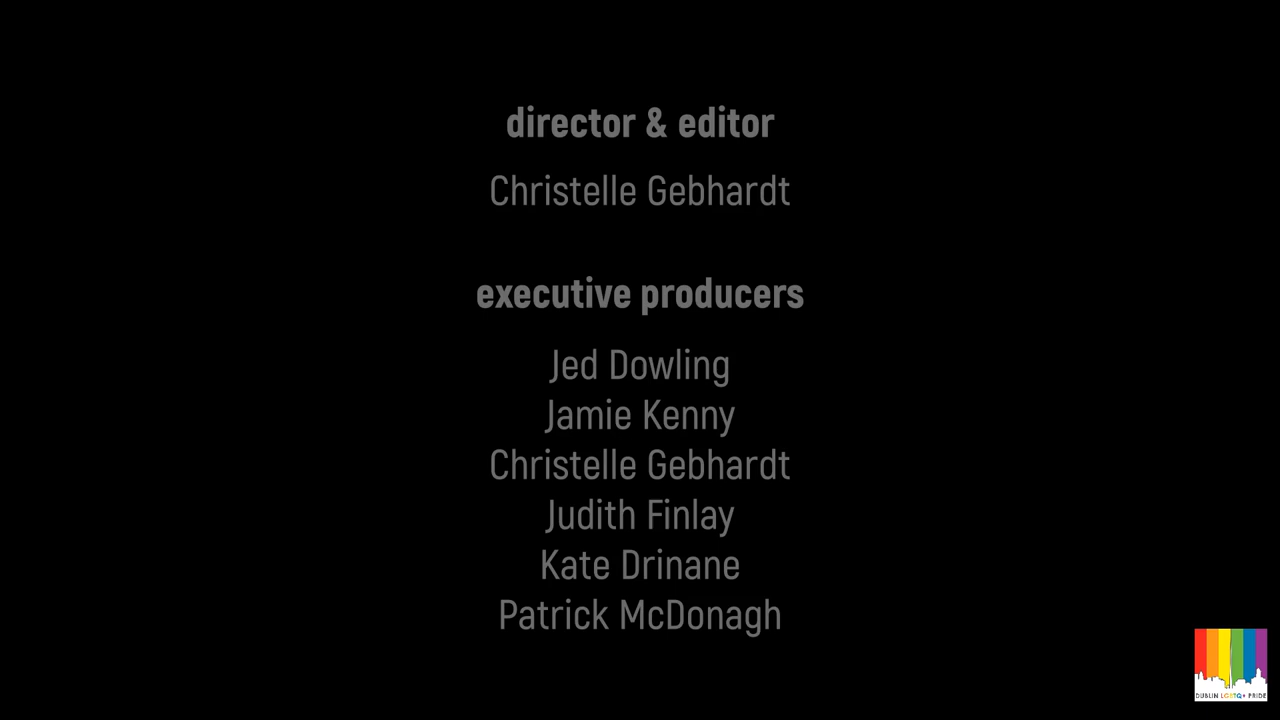 director & editor
Christelle Gebhardt
executive producers
Jed Dowling
Jamie Kenny
Christelle Gebhardt
Judith Finlay
Kate Drinane
Patrick McDonagh
DUBLIN LGBTQ+ PRIDE